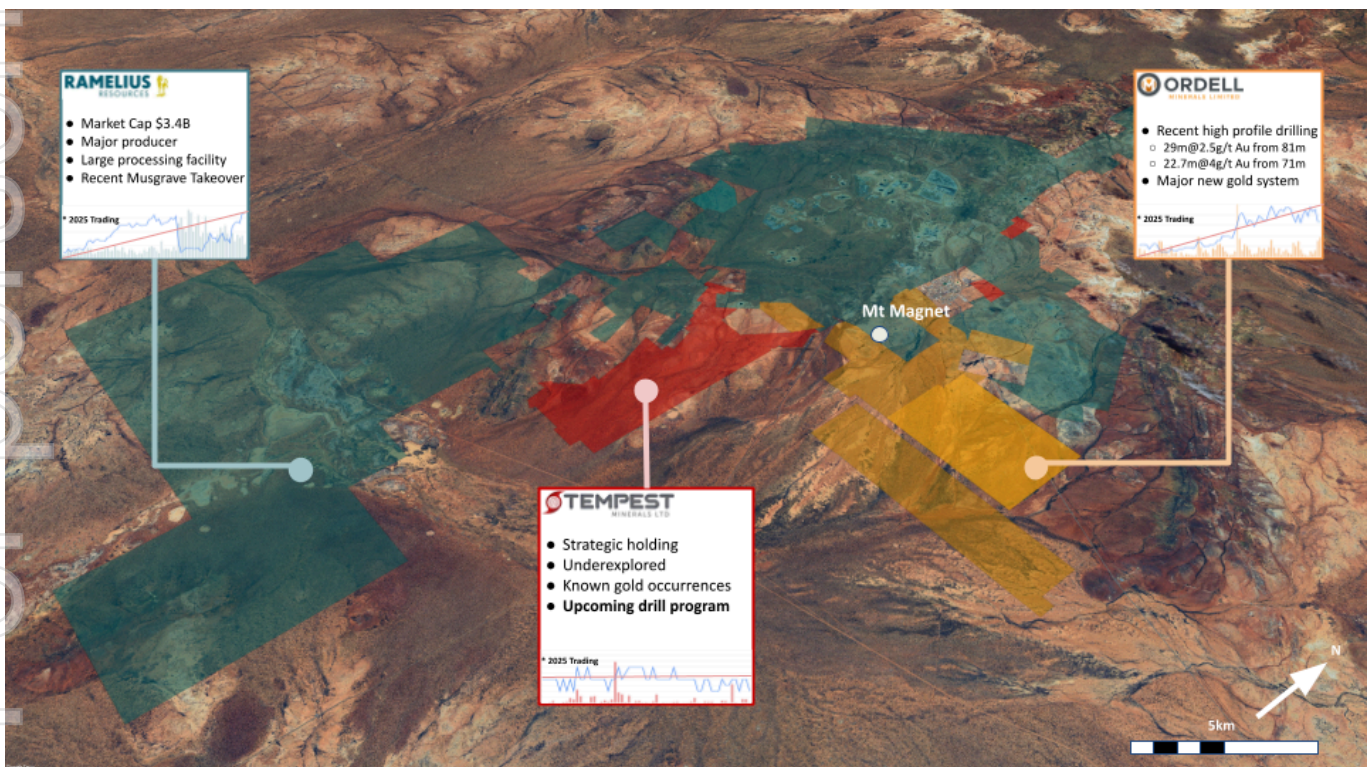 RAMELIUS
RESOURCES
● Market Cap $3.4B
● Major producer
● Large processing facility
● Recent Musgrave Takeover
* 2025 Trading
ORDELL
MINERALS LIMITED
● Recent high profile drilling
○ 29m@2.5g/t Au from 81m
○ 22.7m@4g/t Au from 71m
● Major new gold system
* 2025 Trading
Mt Magnet
TEMPEST
MINERALS LTD
● Strategic holding
● Underexplored
● Known gold occurrences
● Upcoming drill program
* 2025 Trading
N
5km